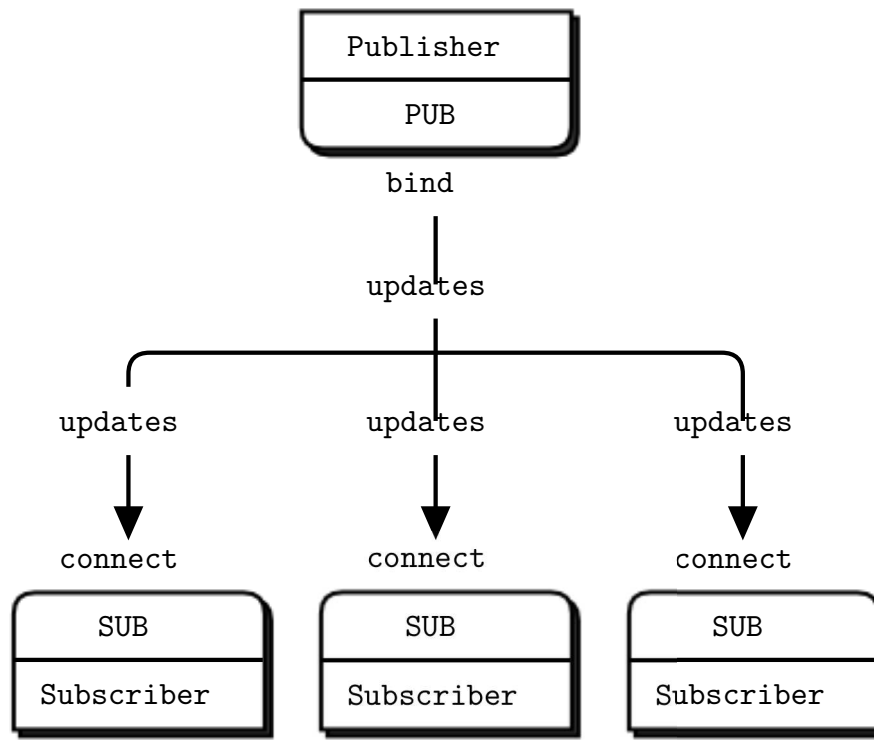 Publisher
PUB
bind
updates
updates updates updates
connect connect connect
SUB SUB SUB
Subscriber Subscriber Subscriber